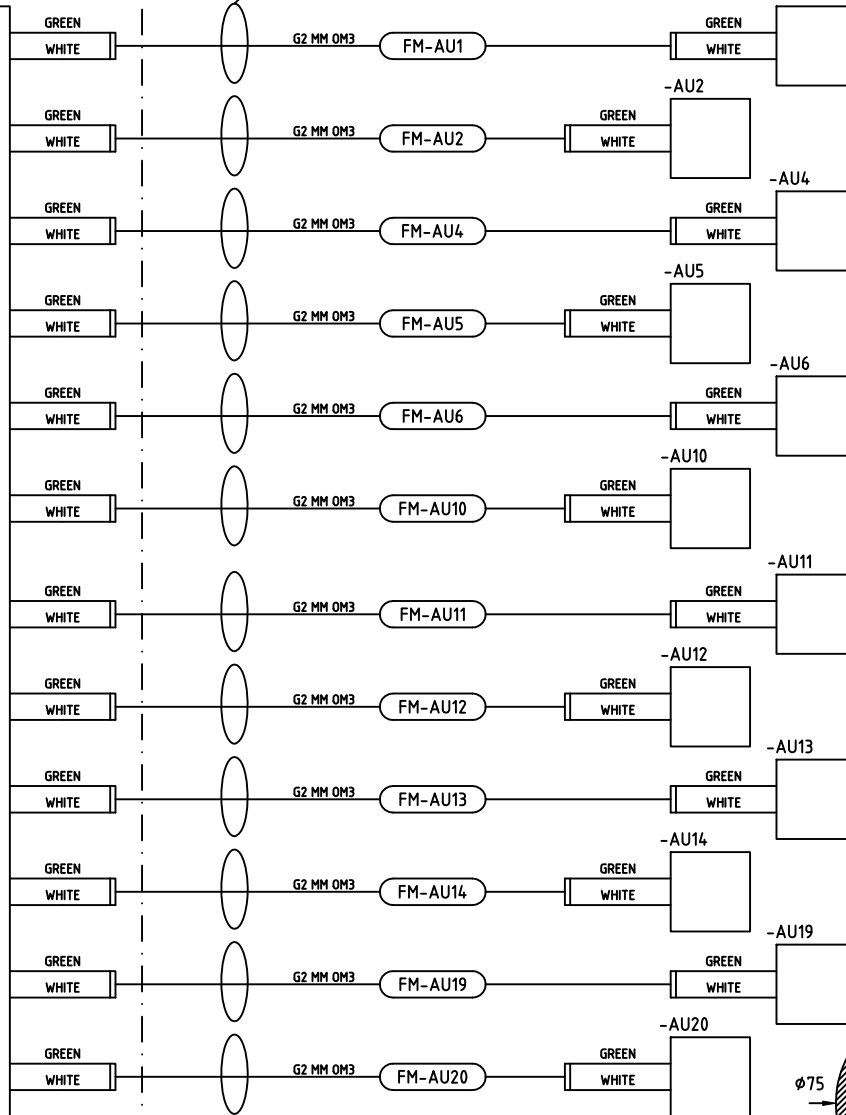 GREEN GREEN
WHITE G2 MM OM3 FM-AU1 WHITE
-AU2
GREEN GREEN
WHITE G2 MM OM3 FM-AU2 WHITE
-AU4
GREEN GREEN
WHITE G2 MM OM3 FM-AU4 WHITE
-AU5
GREEN GREEN
WHITE G2 MM OM3 FM-AU5 WHITE
-AU6
GREEN GREEN
WHITE G2 MM OM3 FM-AU6 WHITE
-AU10
GREEN GREEN
WHITE G2 MM OM3 FM-AU10 WHITE
-AU11
GREEN GREEN
WHITE G2 MM OM3 FM-AU11 WHITE
-AU12
GREEN GREEN
WHITE G2 MM OM3 FM-AU12 WHITE
-AU13
GREEN GREEN
WHITE G2 MM OM3 FM-AU13 WHITE
-AU14
GREEN GREEN
WHITE G2 MM OM3 FM-AU14 WHITE
-AU19
GREEN GREEN
WHITE G2 MM OM3 FM-AU19 WHITE
-AU20
GREEN GREEN
WHITE G2 MM OM3 FM-AU20 WHITE
ø75